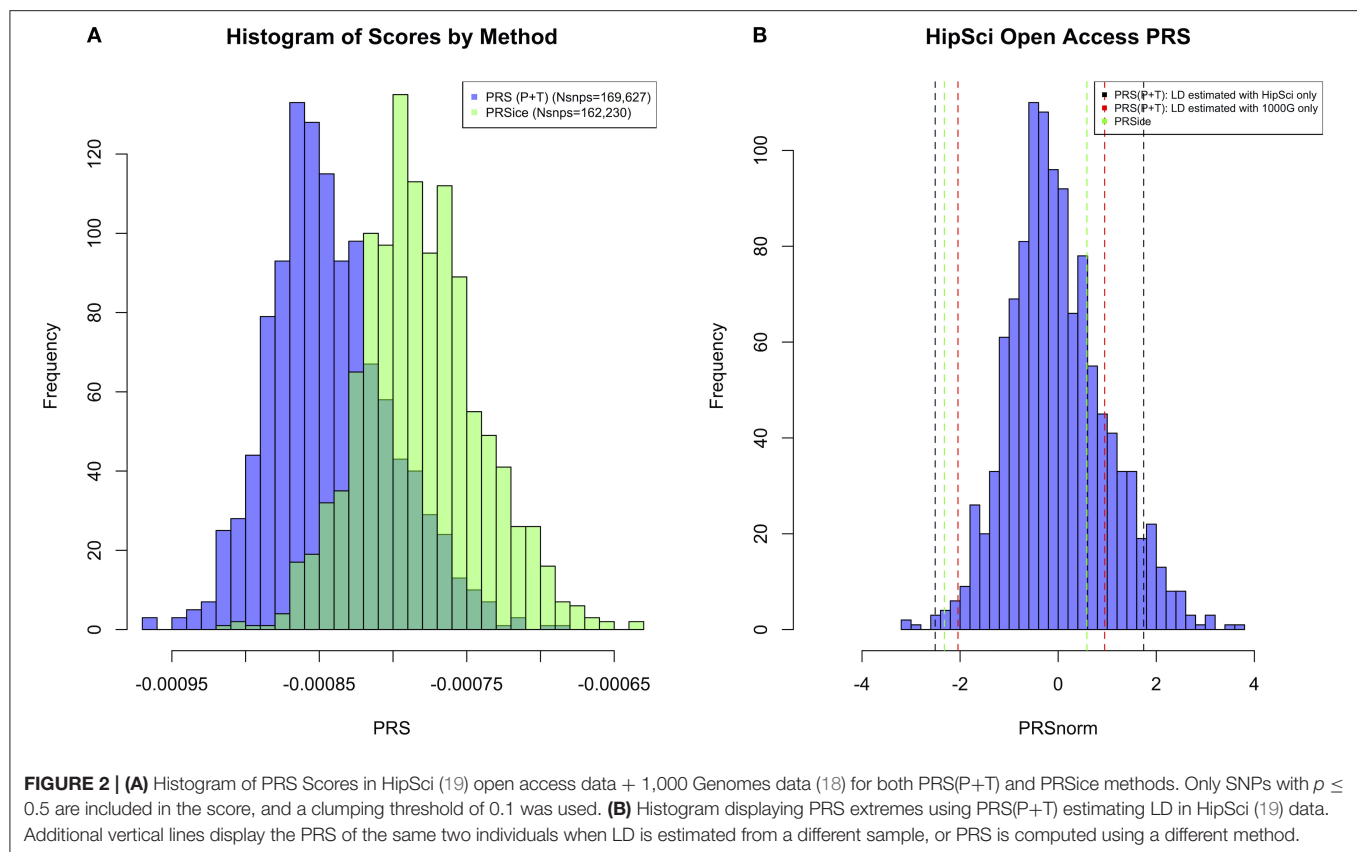 A
Histogram of Scores by Method
PRS (P+T) (Nsnps=169,627)
PRSice (Nsnps=162,230)
Frequency
0
20
40
60
80
100
120
-0.00095
-0.00085
-0.00075
-0.00065
PRS
B
HipSci Open Access PRS
PRS(P+T): LD estimated with HipSci only
PRS(P+T): LD estimated with 1000G only
PRSice
Frequency
0
20
40
60
80
100
-4
-2
0
2
4
PRSnorm
FIGURE 2 | (A) Histogram of PRS Scores in HipSci (19) open access data + 1,000 Genomes data (18) for both PRS(P+T) and PRSice methods. Only SNPs with p ≤
0.5 are included in the score, and a clumping threshold of 0.1 was used. (B) Histogram displaying PRS extremes using PRS(P+T) estimating LD in HipSci (19) data.
Additional vertical lines display the PRS of the same two individuals when LD is estimated from a different sample, or PRS is computed using a different method.